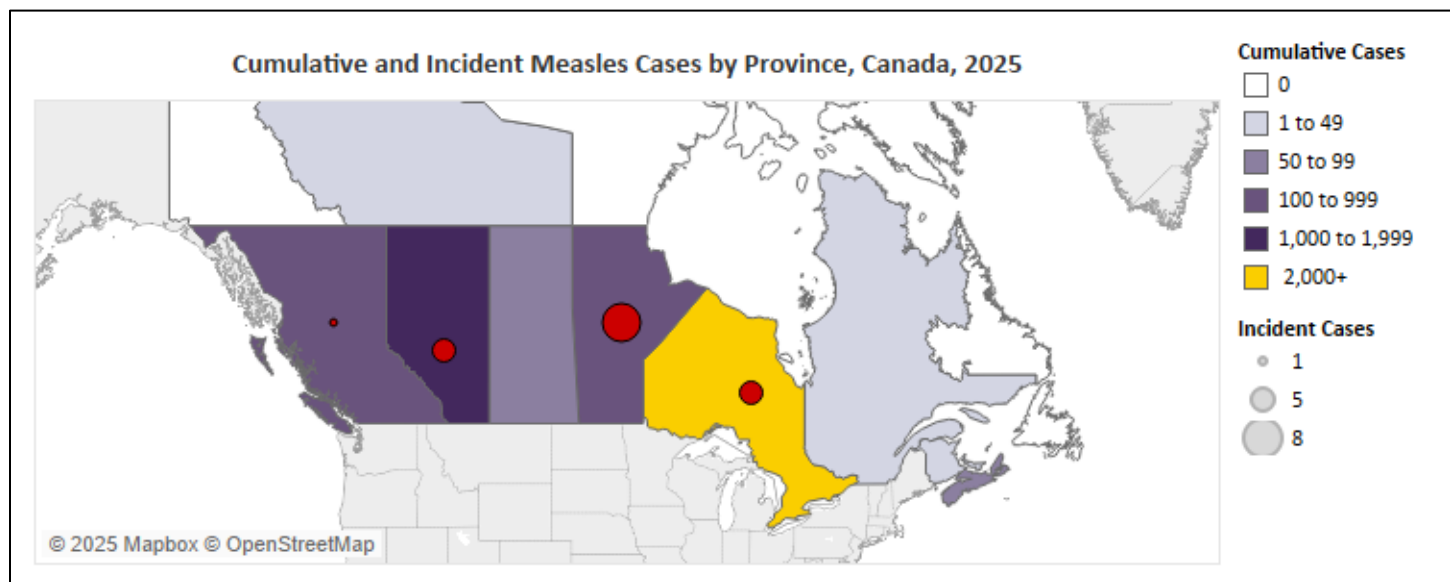 Cumulative and Incident Measles Cases by Province, Canada, 2025
Cumulative Cases
0
1 to 49
50 to 99
100 to 999
1,000 to 1,999
2,000+
Incident Cases
1
5
8
© 2025 Mapbox © OpenStreetMap